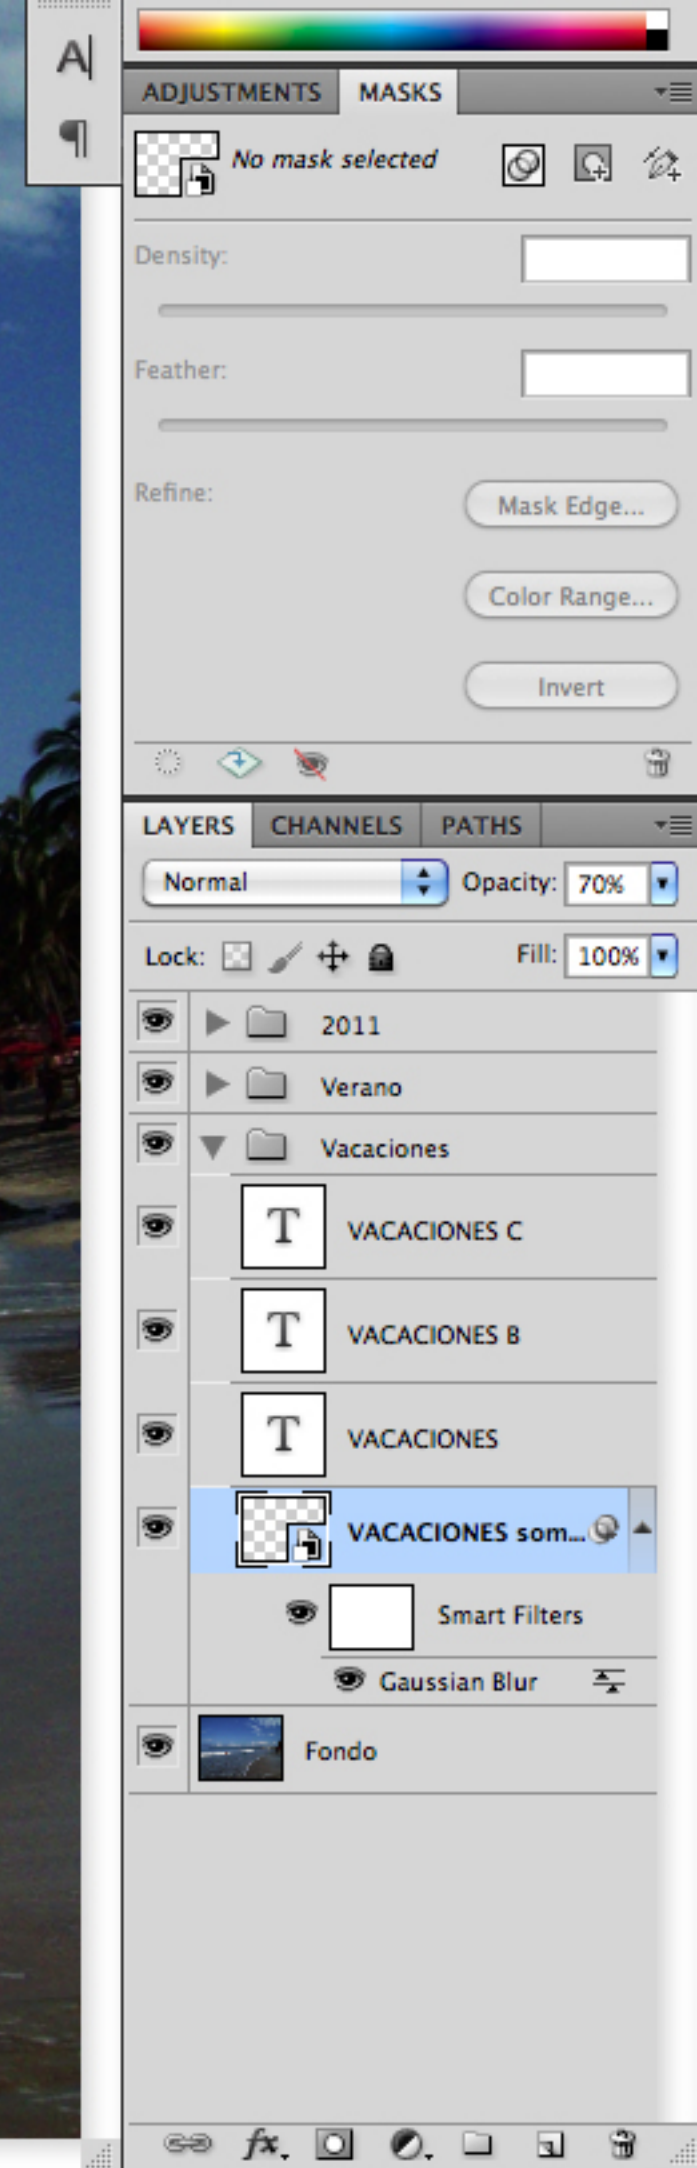 A
ADJUSTMENTS MASKS
No mask selected
Density:
Feather:
Refine:
Mask Edge...
Color Range...
Invert
LAYERS CHANNELS PATHS
Normal Opacity: 70%
Lock: Fill: 100%
2011
Verano
Vacaciones
T VACACIONES C
T VACACIONES B
T VACACIONES
VACACIONES som...
Smart Filters
Gaussian Blur
Fondo
fx.